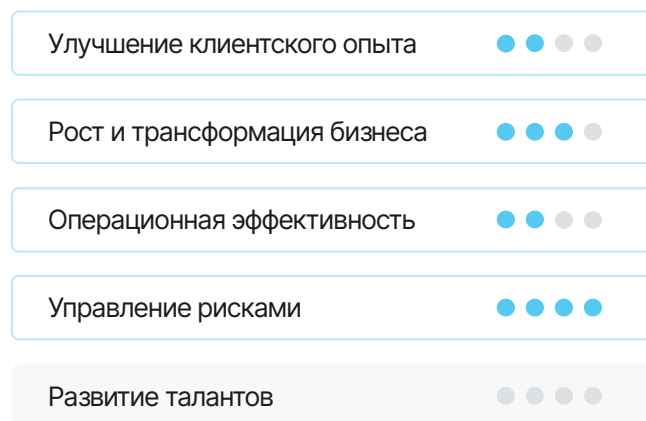 Улучшение клиентского опыта
Рост и трансформация бизнеса
Операционная эффективность
Управление рисками
Развитие талантов